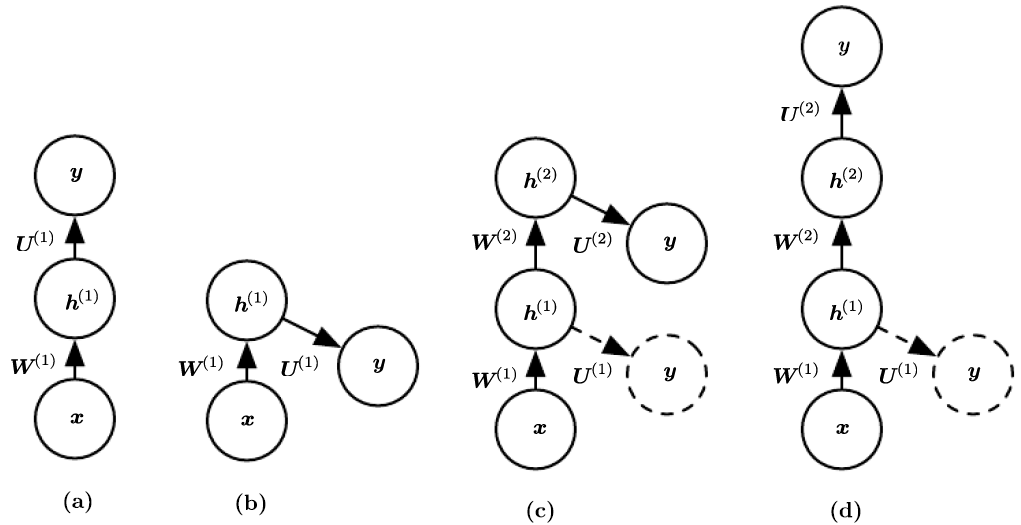 y
U(1)
h(1)
W(1)
x
(a)
h(1)
W(1)
U(1)
y
x
(b)
h(2)
W(2)
U(2)
y
h(1)
W(1)
U(1)
y
x
(c)
y
U(2)
h(2)
W(2)
h(1)
W(1)
U(1)
y
x
(d)